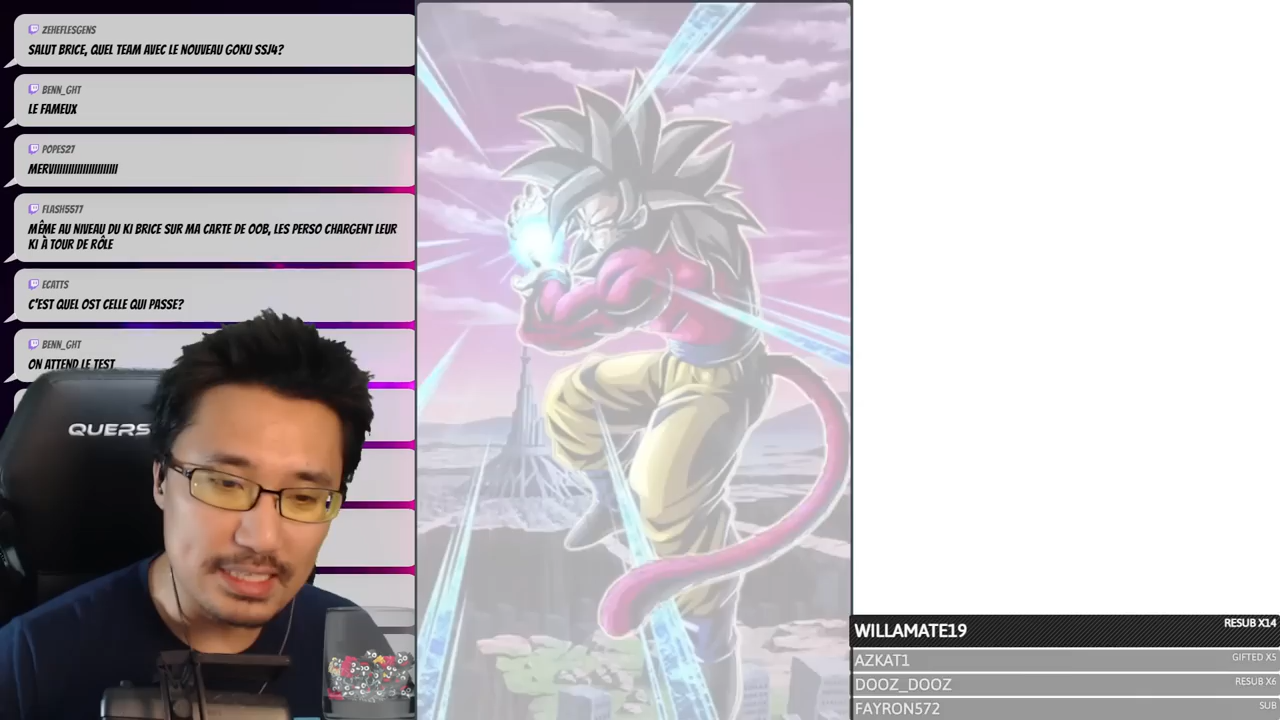 ZEHEFLESGENS
SALUT BRICE, QUEL TEAM AVEC LE NOUVEAU GOKU SSJ4?
BENN_GHT
LE FAMEUX
POPES27
MERVIIIIIIIIIIIIIIIIIIIIIII
FLASH5577
MÊME AU NIVEAU DU KI BRICE SUR MA CARTE DE OOB, LES PERSO CHARGENT LEUR
KI À TOUR DE RÔLE
ECATTS
C'EST QUEL OST CELLE QUI PASSE?
BENN_GHT
ON ATTEND LE TEST
QUERS
WILLAMATE19
RESUB X14
AZKAT1
GIFTED X5
DOOZ_DOOZ
RESUB X6
FAYRON572
SUB